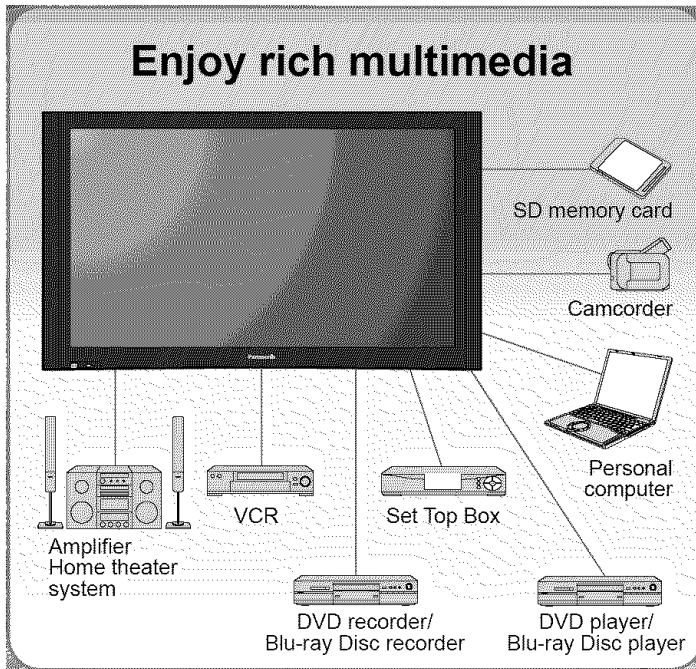 Enjoy rich multimedia
SD memory card
Camcorder
Panasonic
Personal
computer
VCR
Set Top Box
Amplifier
Home theater
system
DVD recorder/
Blu-ray Disc recorder
DVD player/
Blu-ray Disc player